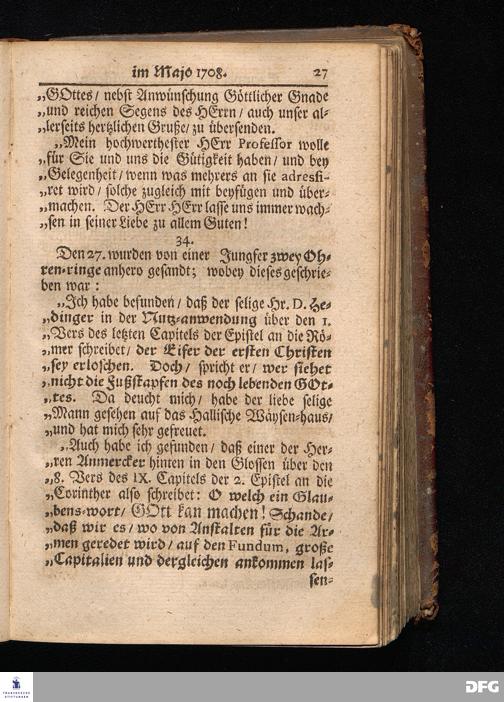 im Majo 1708. 27
„GOttes/ nebst Anwünschung Göttlicher Gnade
„und reichen Segens des HErrn/ auch unser al-
„lerseits hertzlichen Gruße/ zu übersenden.
„Mein hochwerthester HErr Professor wolle
„für Sie und uns die Gütigkeit haben/ und bey
„Gelegenheit/ wenn was mehrers an sie adressi-
„ret wird/ solche zugleich mit beyfügen und über-
„machen. Der HErr HErr lasse uns immer wach-
„sen in seiner Liebe zu allem Guten!
34.
Den 27. wurden von einer Jungfer zwey Oh-
ren-ringe anhero gesandt; wobey dieses geschrie-
ben war:
„Ich habe befunden/ daß der selige Hr. D. He-
„dinger in der Nutz-anwendung über den 1.
„Vers des letzten Capitels der Epistel an die Rö-
„mer schreibet/ der Eifer der ersten Christen
„sey erloschen. Doch/ spricht er/ wer siehet
„nicht die Fußstapfen des noch lebenden GOt-
„tes. Da deucht mich/ habe der liebe selige
„Mann gesehen auf das Hallische Wäysen-haus/
„und hat mich sehr gefreuet.
„Auch habe ich gefunden/ daß einer der Her-
„ren Anmercker hinten in den Glossen über den
„8. Vers des IX. Capitels der 2. Epistel an die
„Corinther also schreibet: O welch ein Glau-
„bens-wort/ GOtt kan machen! Schande/
„daß wir es/ wo von Anstalten für die Ar-
„men geredet wird/ auf den Fundum, große
„Capitalien und dergleichen ankommen las-
sen-
FRANCKESCHE
STIFTUNGEN
DFG